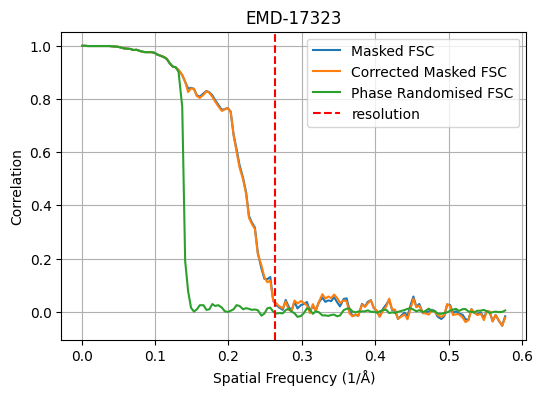 EMD-17323
Masked FSC
Corrected Masked FSC
Phase Randomised FSC
resolution
Correlation
1.0
0.8
0.6
0.4
0.2
0.0
0.0 0.1 0.2 0.3 0.4 0.5 0.6
Spatial Frequency (1/Å)